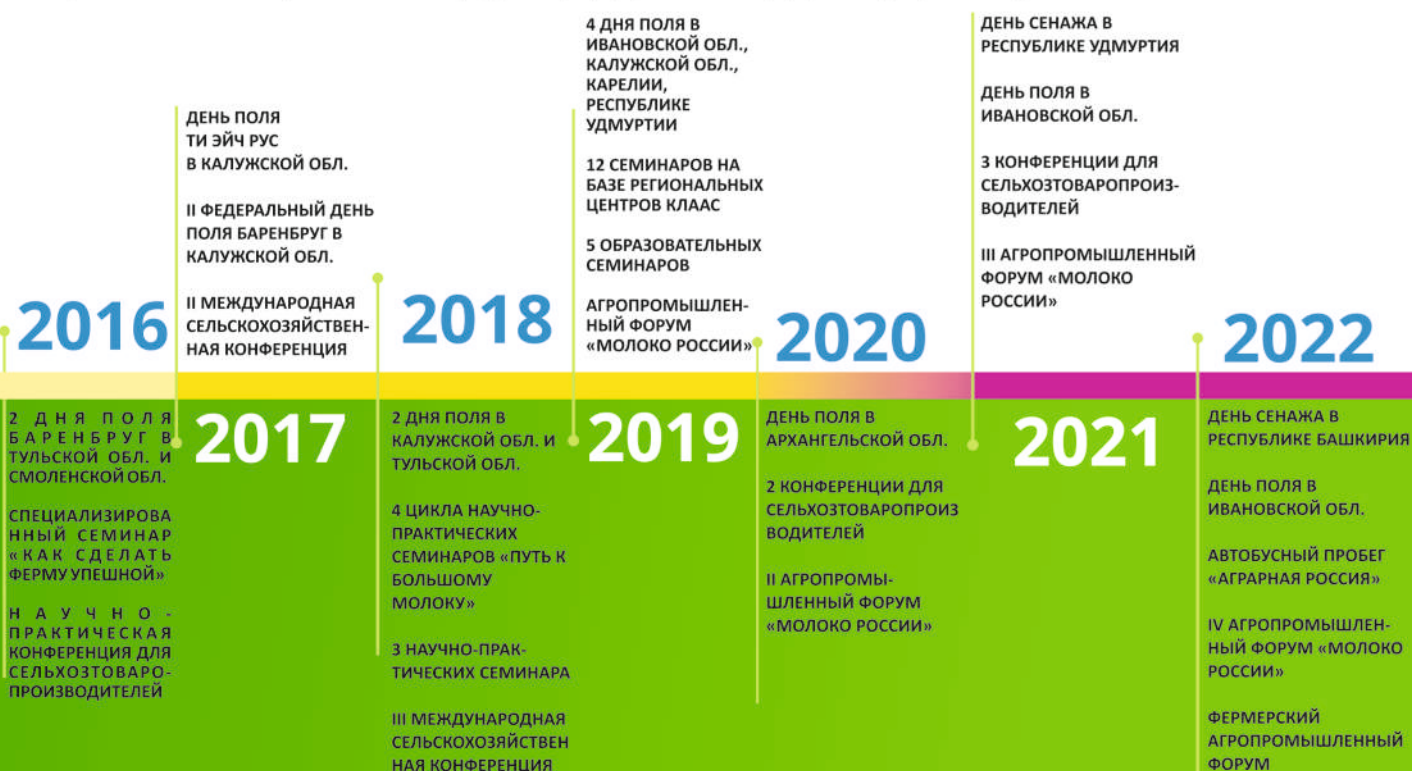 2016
2 ДНЯ ПОЛЯ
БАРЕНБРУГ В
ТУЛЬСКОЙ ОБЛ. И
СМОЛЕНСКОЙ ОБЛ.
СПЕЦИАЛИЗИРОВА
ННЫЙ СЕМИНАР
«КАК СДЕЛАТЬ
ФЕРМУ УПЕШНОЙ»
НАУЧНО-
ПРАКТИЧЕСКАЯ
КОНФЕРЕНЦИЯ ДЛЯ
СЕЛЬХОЗТОВАРО-
ПРОИЗВОДИТЕЛЕЙ
ДЕНЬ ПОЛЯ
ТИ ЭЙЧ РУС
В КАЛУЖСКОЙ ОБЛ.
II ФЕДЕРАЛЬНЫЙ ДЕНЬ
ПОЛЯ БАРЕНБРУГ В
КАЛУЖСКОЙ ОБЛ.
II МЕЖДУНАРОДНАЯ
СЕЛЬСКОХОЗЯЙСТВЕН-
НАЯ КОНФЕРЕНЦИЯ
2017
2018
2 ДНЯ ПОЛЯ В
КАЛУЖСКОЙ ОБЛ. И
ТУЛЬСКОЙ ОБЛ.
4 ЦИКЛА НАУЧНО-
ПРАКТИЧЕСКИХ
СЕМИНАРОВ «ПУТЬ К
БОЛЬШОМУ
МОЛОКУ»
3 НАУЧНО-ПРАК-
ТИЧЕСКИХ СЕМИНАРА
III МЕЖДУНАРОДНАЯ
СЕЛЬСКОХОЗЯЙСТВЕН
НАЯ КОНФЕРЕНЦИЯ
4 ДНЯ ПОЛЯ В
ИВАНОВСКОЙ ОБЛ.,
КАЛУЖСКОЙ ОБЛ.,
КАРЕЛИИ,
РЕСПУБЛИКЕ
УДМУРТИИ
12 СЕМИНАРОВ НА
БАЗЕ РЕГИОНАЛЬНЫХ
ЦЕНТРОВ КЛААС
5 ОБРАЗОВАТЕЛЬНЫХ
СЕМИНАРОВ
АГРОПРОМЫШЛЕН-
НЫЙ ФОРУМ
«МОЛОКО РОССИИ»
2019
2020
ДЕНЬ ПОЛЯ В
АРХАНГЕЛЬСКОЙ ОБЛ.
2 КОНФЕРЕНЦИИ ДЛЯ
СЕЛЬХОЗТОВАРОПРОИЗ
ВОДИТЕЛЕЙ
II АГРОПРОМЫ-
ШЛЕННЫЙ ФОРУМ
«МОЛОКО РОССИИ»
ДЕНЬ СЕНАЖА В
РЕСПУБЛИКЕ УДМУРТИЯ
ДЕНЬ ПОЛЯ В
ИВАНОВСКОЙ ОБЛ.
3 КОНФЕРЕНЦИИ ДЛЯ
СЕЛЬХОЗТОВАРОПРОИЗ-
ВОДИТЕЛЕЙ
III АГРОПРОМЫШЛЕННЫЙ
ФОРУМ «МОЛОКО
РОССИИ»
2021
2022
ДЕНЬ СЕНАЖА В
РЕСПУБЛИКЕ БАШКИРИЯ
ДЕНЬ ПОЛЯ В
ИВАНОВСКОЙ ОБЛ.
АВТОБУСНЫЙ ПРОБЕГ
«АГРАРНАЯ РОССИЯ»
IV АГРОПРОМЫШЛЕН-
НЫЙ ФОРУМ «МОЛОКО
РОССИИ»
ФЕРМЕРСКИЙ
АГРОПРОМЫШЛЕННЫЙ
ФОРУМ